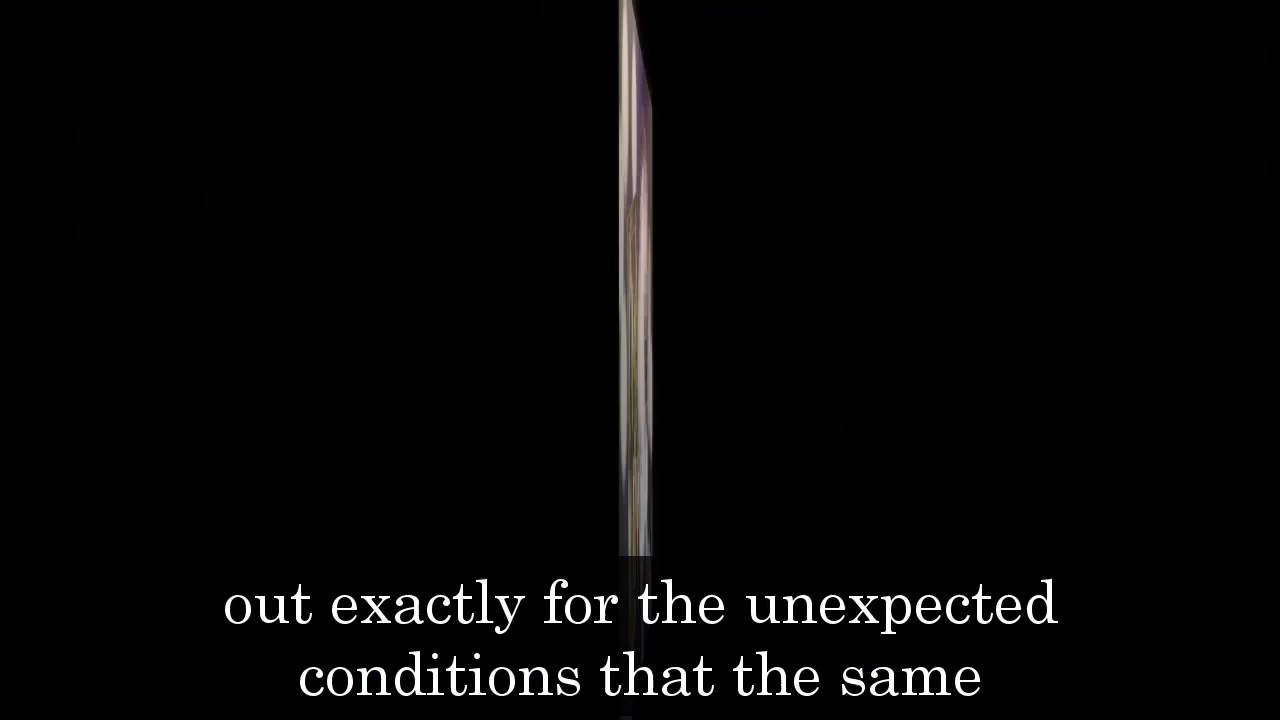 out exactly for the unexpected
conditions that the same